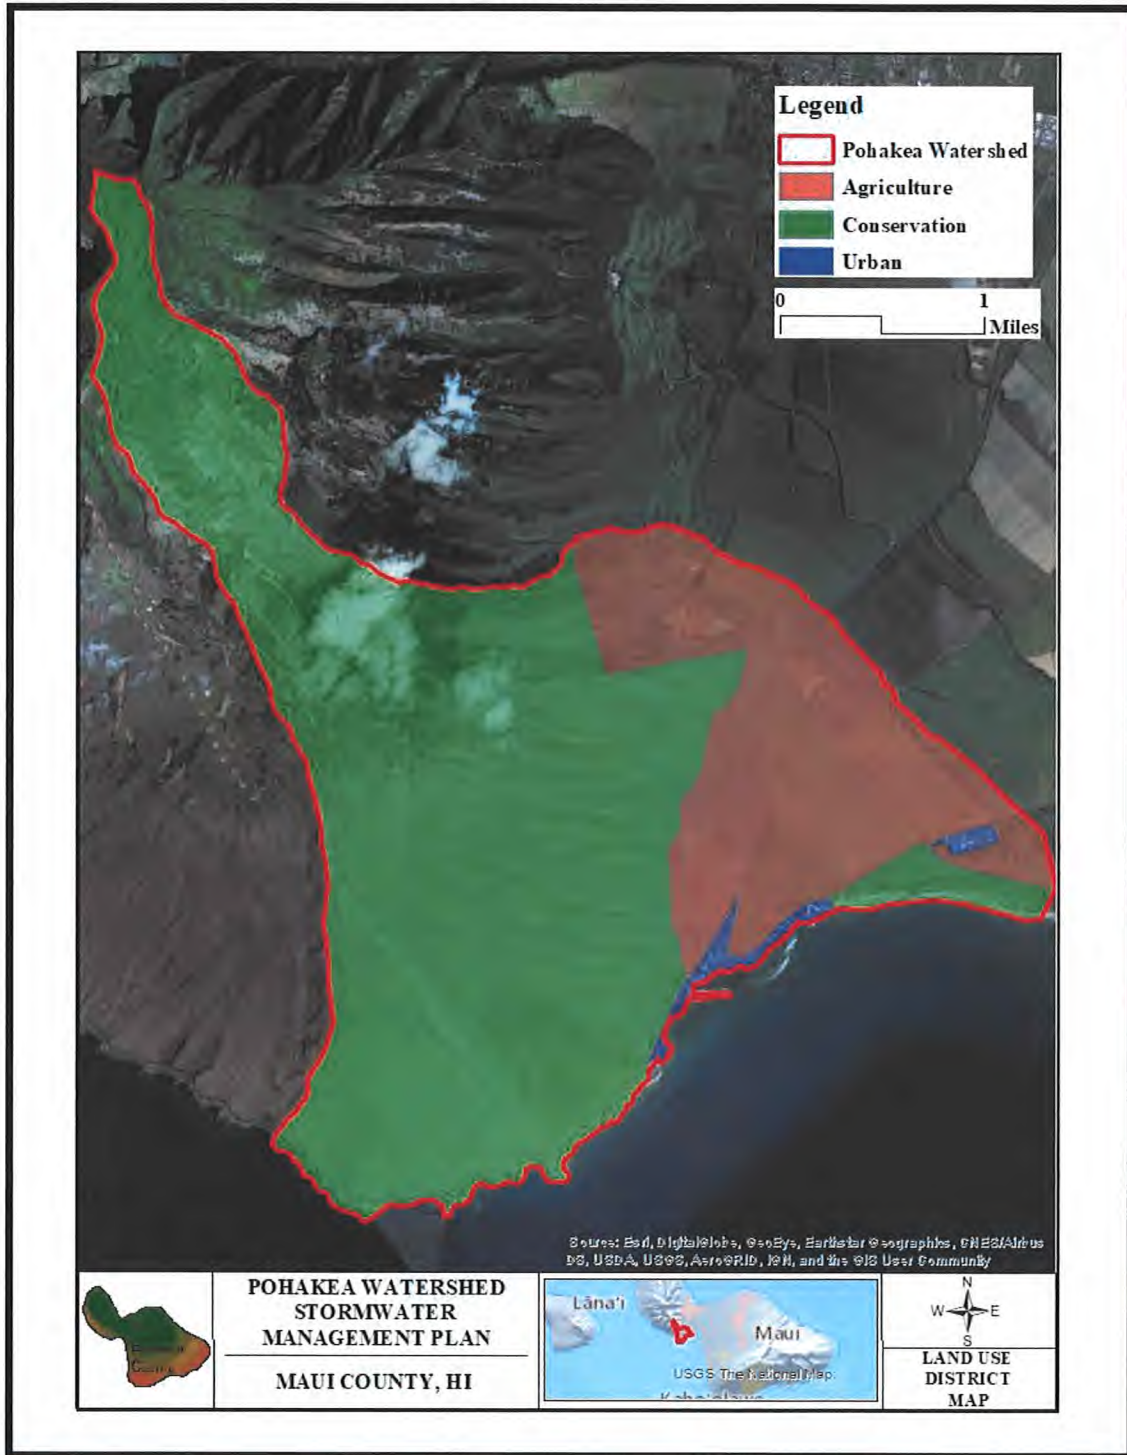 Legend
Pohakea Watershed
Agriculture
Conservation
Urban
0 1
Miles
Source: Esri, DigitalGlobe, GeoEye, Earthstar Geographics, CNES/Airbus
DS, USDA, USGS, AeroGRID, IGN, and the GIS User Community
POHAKEA WATERSHED
STORMWATER
MANAGEMENT PLAN
MAUI COUNTY, HI
Lāna'i
Maui
USGS The National Map:
Kaho'olawe
N
W E
S
LAND USE
DISTRICT
MAP